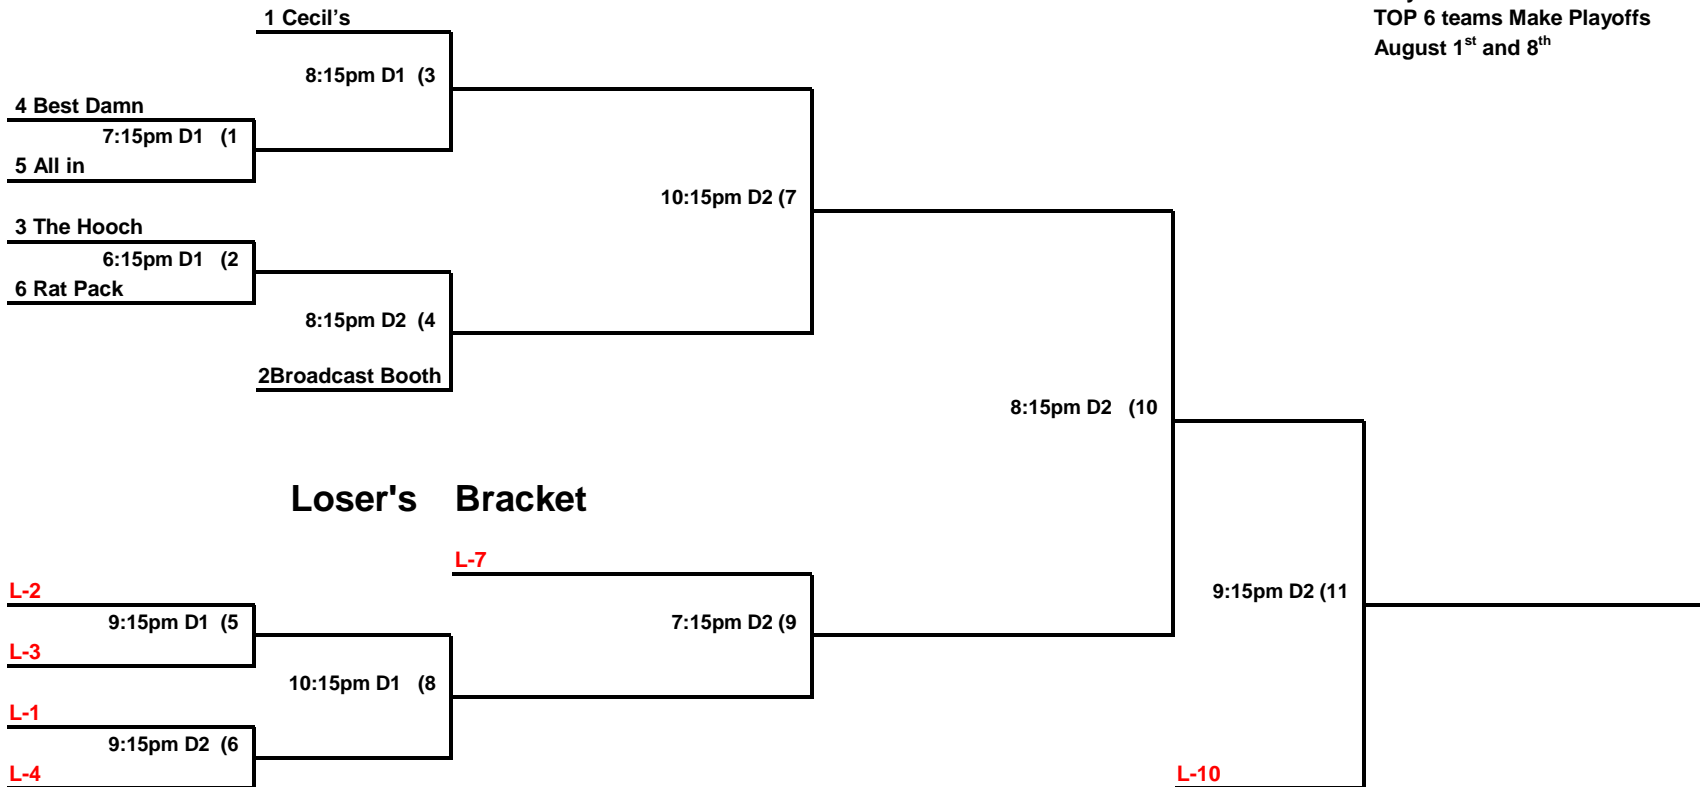 1 Cecil's
TOP 6 teams Make Playoffs
August 1st and 8th
8:15pm D1 (3
4 Best Damn
7:15pm D1 (1
5 All in
10:15pm D2 (7
3 The Hooch
6:15pm D1 (2
6 Rat Pack
8:15pm D2 (4
2Broadcast Booth
8:15pm D2 (10
Loser's Bracket
L-7
L-2
9:15pm D1 (5
7:15pm D2 (9
9:15pm D2 (11
L-3
10:15pm D1 (8
L-1
9:15pm D2 (6
L-4
L-10